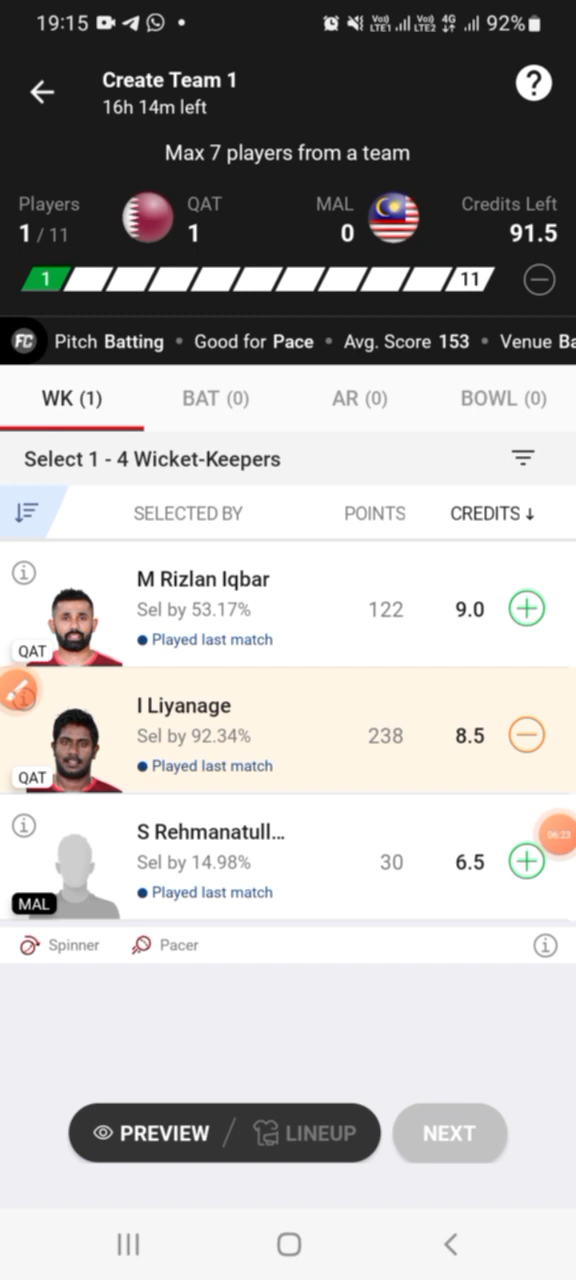 19:15 Vo)) LTE1 Vo)) LTE2 4G 92%
Create Team 1
16h 14m left
?
Max 7 players from a team
Players QAT MAL Credits Left
1 / 11 1 0 91.5
1 11
FC Pitch Batting • Good for Pace • Avg. Score 153 • Venue Ba
WK (1) BAT (0) AR (0) BOWL (0)
Select 1 - 4 Wicket-Keepers
SELECTED BY POINTS CREDITS ↓
M Rizlan Iqbar
Sel by 53.17% 122 9.0
Played last match
QAT
I Liyanage
Sel by 92.34% 238 8.5
Played last match
QAT
S Rehmanatull...
Sel by 14.98% 30 6.5
06:23
Played last match
MAL
Spinner Pacer
PREVIEW / LINEUP NEXT